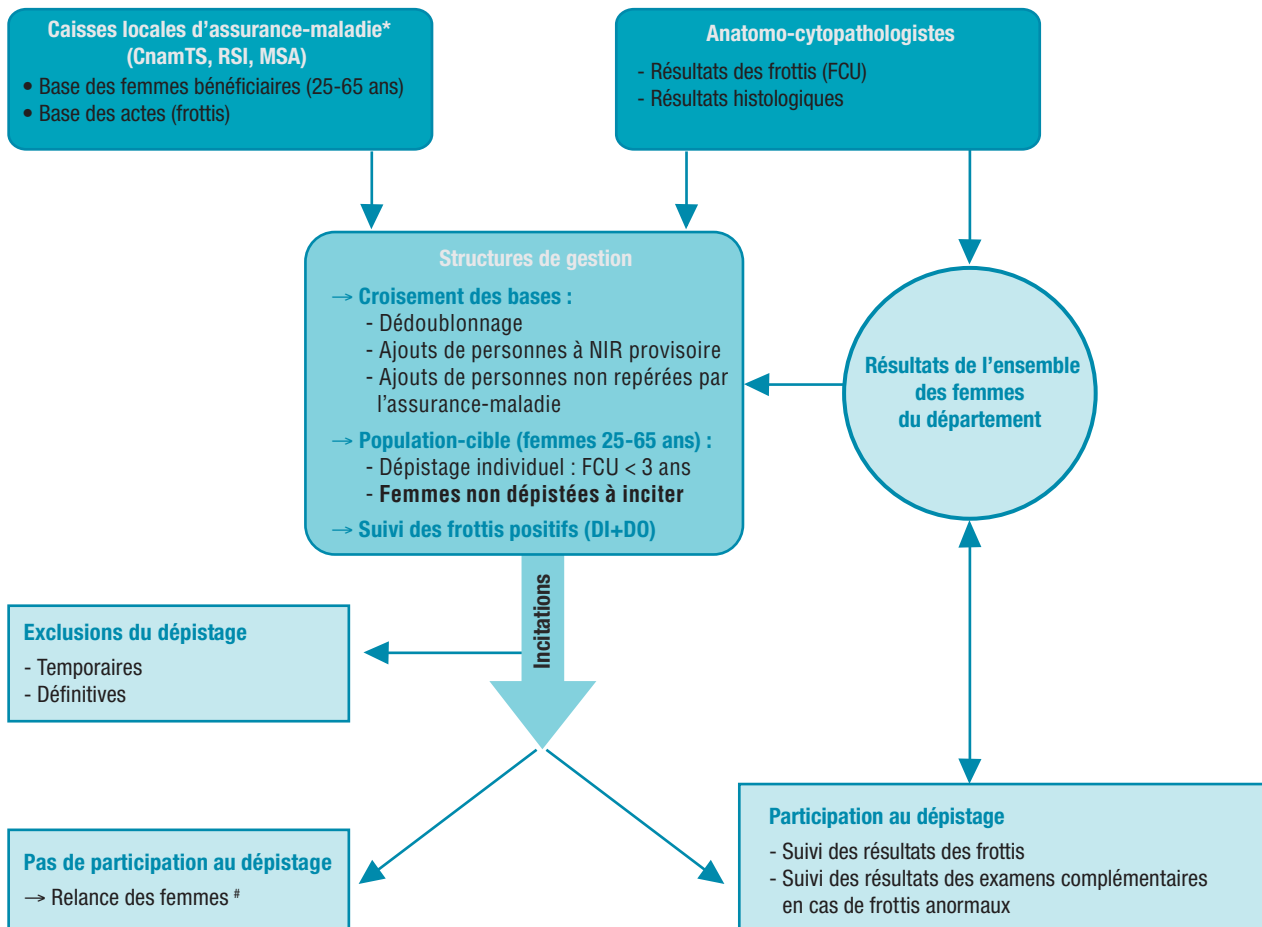 Caisses locales d'assurance-maladie*
(CnamTS, RSI, MSA)
• Base des femmes bénéficiaires (25-65 ans)
• Base des actes (frottis)
Anatomo-cytopathologistes
- Résultats des frottis (FCU)
- Résultats histologiques
Structures de gestion
→ Croisement des bases :
- Dédoublonnage
- Ajouts de personnes à NIR provisoire
- Ajouts de personnes non repérées par
l'assurance-maladie
→ Population-cible (femmes 25-65 ans) :
- Dépistage individuel : FCU < 3 ans
- Femmes non dépistées à inciter
→ Suivi des frottis positifs (DI+DO)
Résultats de l'ensemble
des femmes
du département
Incitations
Exclusions du dépistage
- Temporaires
- Définitives
Pas de participation au dépistage
→ Relance des femmes #
Participation au dépistage
- Suivi des résultats des frottis
- Suivi des résultats des examens complémentaires
en cas de frottis anormaux